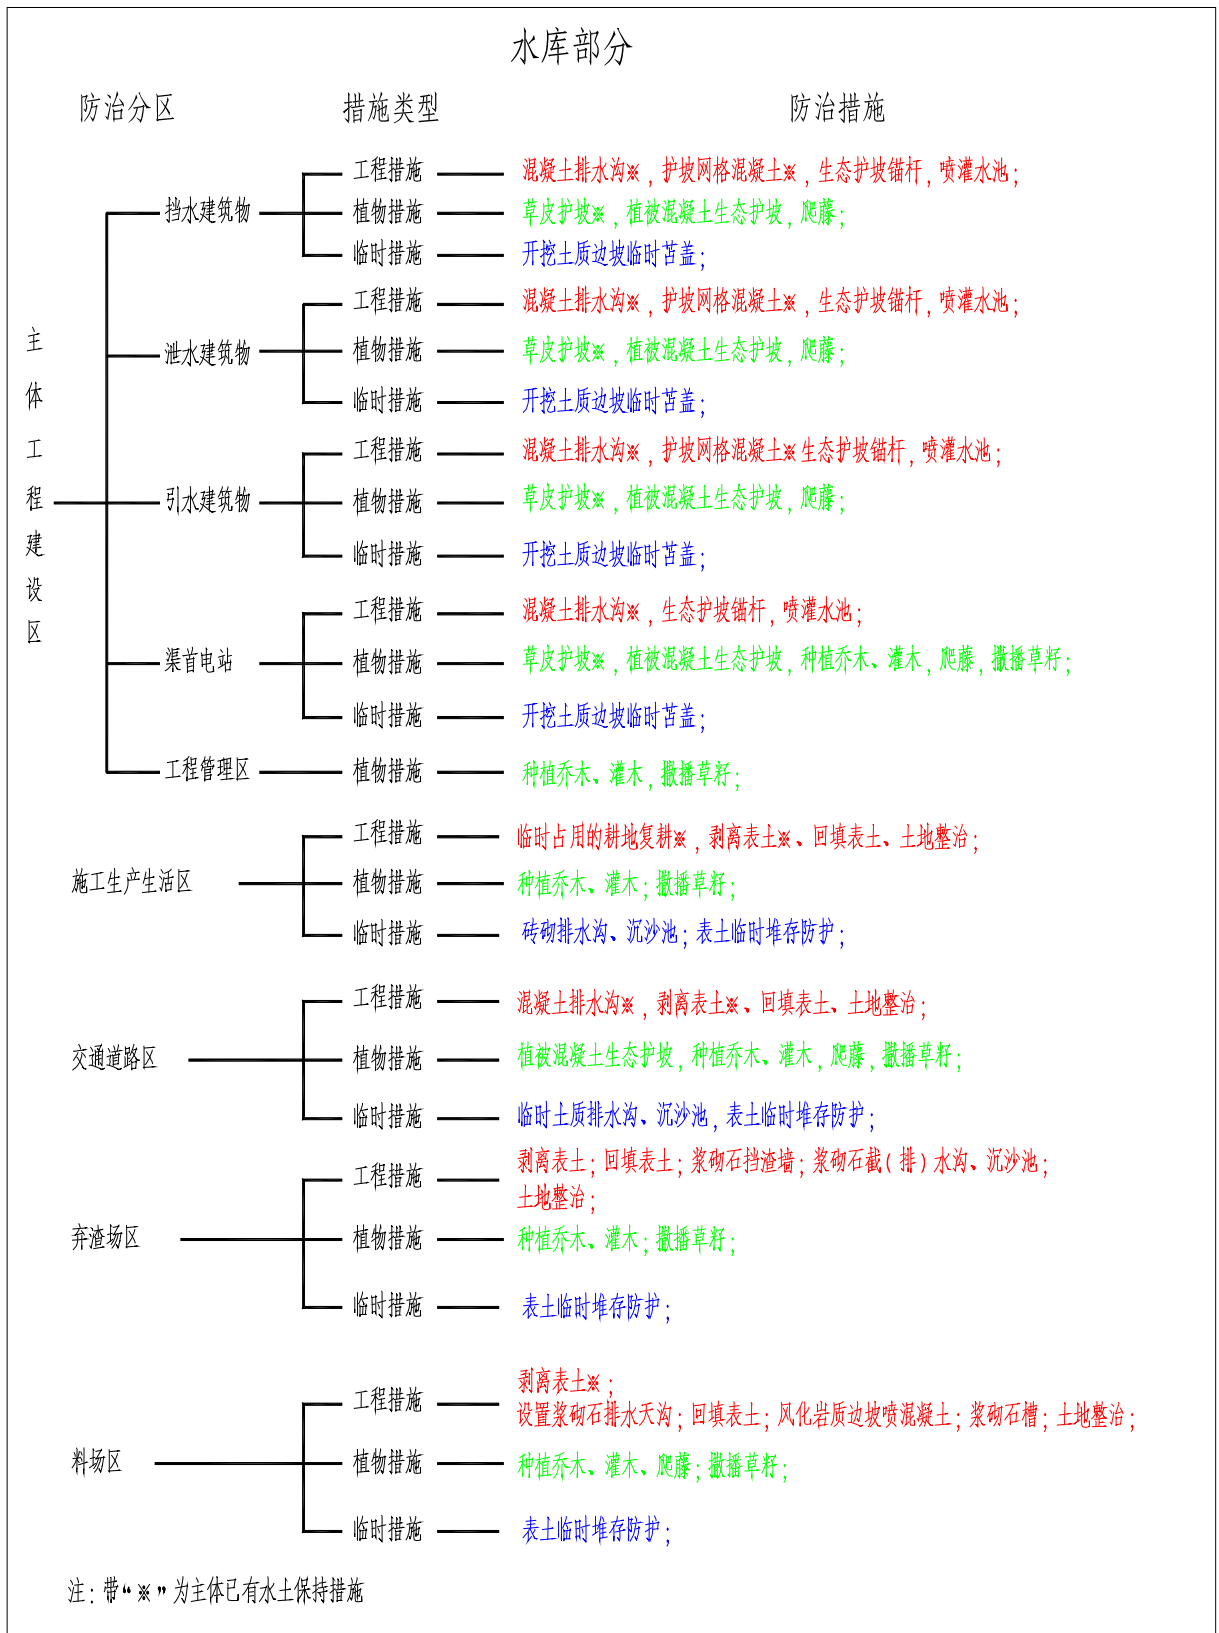 水库部分
防治分区 措施类型 防治措施
主体工程建设区
挡水建筑物
工程措施 混凝土排水沟※，护坡网格混凝土※，生态护坡锚杆，喷灌水池；
植物措施 草皮护坡※，植被混凝土生态护坡，爬藤；
临时措施 开挖土质边坡临时苫盖；
泄水建筑物
工程措施 混凝土排水沟※，护坡网格混凝土※，生态护坡锚杆，喷灌水池；
植物措施 草皮护坡※，植被混凝土生态护坡，爬藤；
临时措施 开挖土质边坡临时苫盖；
引水建筑物
工程措施 混凝土排水沟※，护坡网格混凝土※生态护坡锚杆，喷灌水池；
植物措施 草皮护坡※，植被混凝土生态护坡，爬藤；
临时措施 开挖土质边坡临时苫盖；
渠首电站
工程措施 混凝土排水沟※，生态护坡锚杆，喷灌水池；
植物措施 草皮护坡※，植被混凝土生态护坡，种植乔木、灌木，爬藤，撒播草籽；
临时措施 开挖土质边坡临时苫盖；
工程管理区
植物措施 种植乔木、灌木，撒播草籽；
施工生产生活区
工程措施 临时占用的耕地复耕※，剥离表土※、回填表土、土地整治；
植物措施 种植乔木、灌木；撒播草籽；
临时措施 砖砌排水沟、沉沙池；表土临时堆存防护；
交通道路区
工程措施 混凝土排水沟※，剥离表土※、回填表土、土地整治；
植物措施 植被混凝土生态护坡，种植乔木、灌木，爬藤，撒播草籽；
临时措施 临时土质排水沟、沉沙池，表土临时堆存防护；
弃渣场区
工程措施 剥离表土；回填表土；浆砌石挡渣墙；浆砌石截（排）水沟、沉沙池；
土地整治；
植物措施 种植乔木、灌木；撒播草籽；
临时措施 表土临时堆存防护；
料场区
工程措施 剥离表土※；
设置浆砌石排水天沟；回填表土；风化岩质边坡喷混凝土；浆砌石槽；土地整治；
植物措施 种植乔木、灌木、爬藤；撒播草籽；
临时措施 表土临时堆存防护；
注：带“※”为主体已有水土保持措施